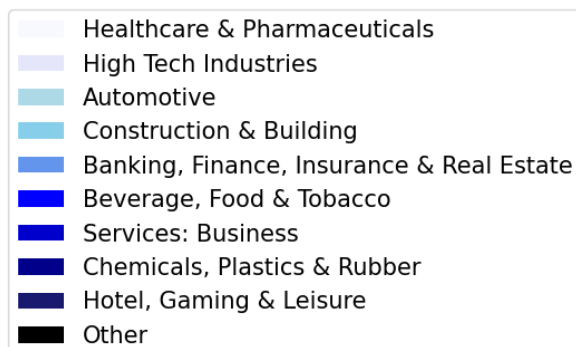 Healthcare & Pharmaceuticals
High Tech Industries
Automotive
Construction & Building
Banking, Finance, Insurance & Real Estate
Beverage, Food & Tobacco
Services: Business
Chemicals, Plastics & Rubber
Hotel, Gaming & Leisure
Other